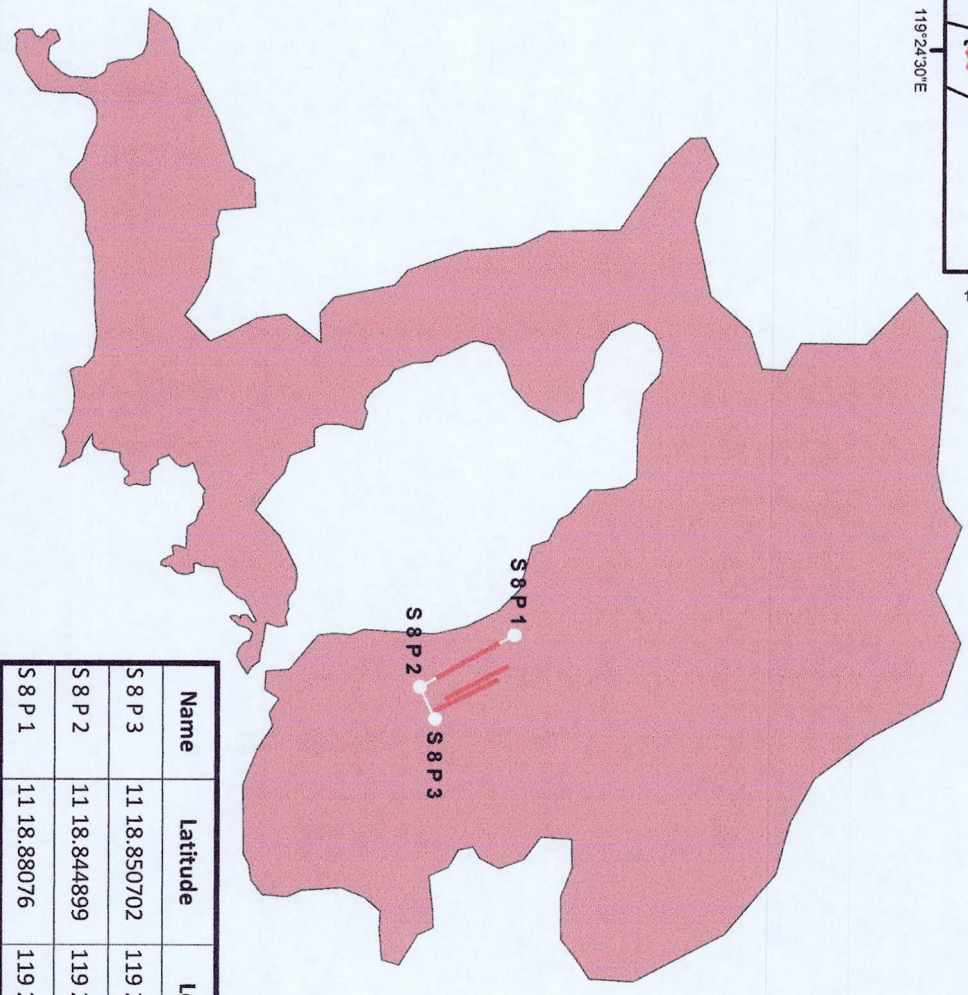 119°24'30"E
S 8 P 1
S 8 P 2
S 8 P 3
Name Latitude
S 8 P 3 11 18.850702 119
S 8 P 2 11 18.844899 119
S 8 P 1 11 18.88076 119